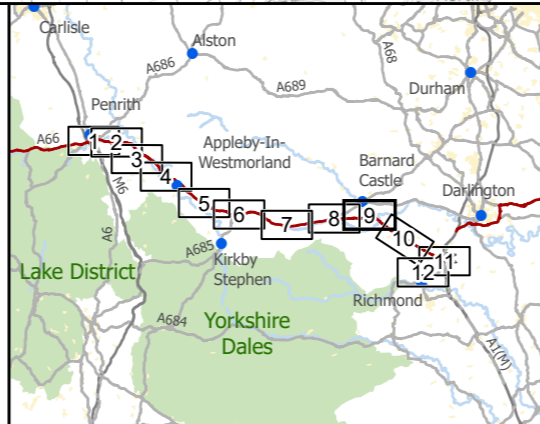 Carlisle
Alston
A68
A686
A689
Durham
Penrith
A66
1
2
3
Appleby-In-
Westmorland
Barnard
Castle
4
M6
5
6
7
8
9
Darlington
10
A6
A685
Kirkby
Stephen
11
12
Lake District
Richmond
A684
Yorkshire
Dales
A1(M)